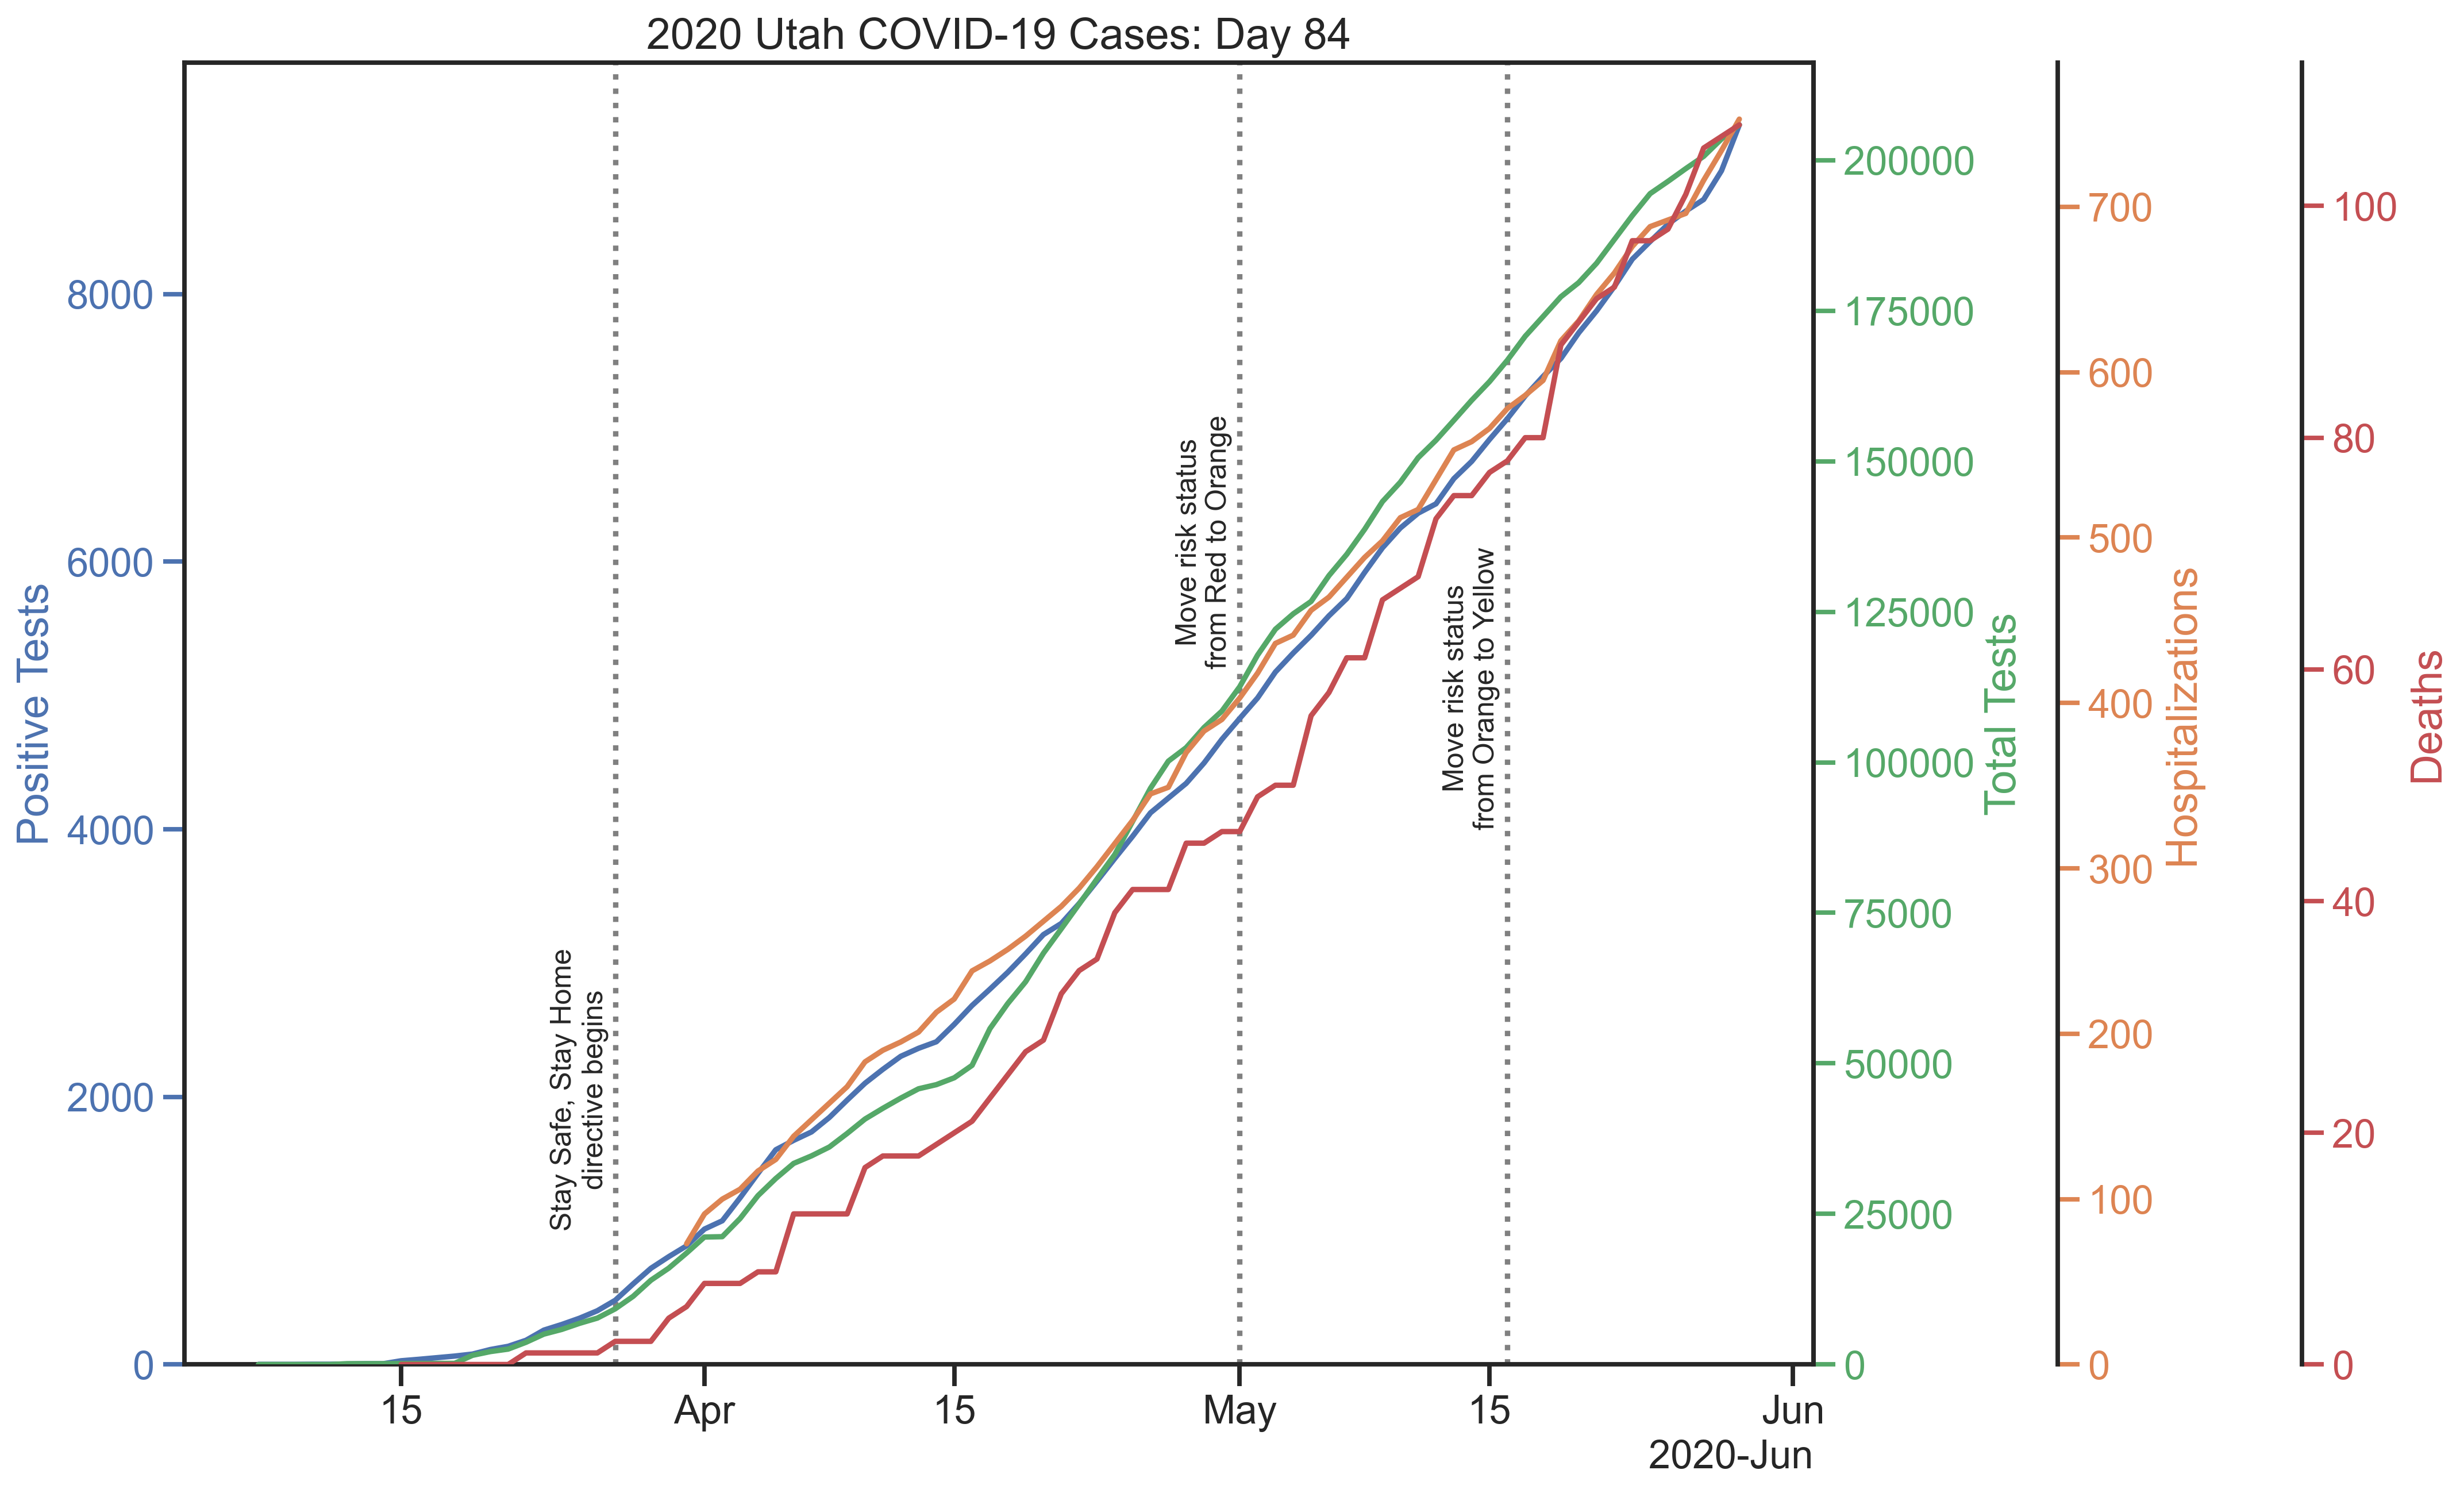 2020 Utah COVID-19 Cases: Day 84
Positive Tests
8000
6000
4000
2000
0
Stay Safe, Stay Home
directive begins
Move risk status
from Red to Orange
Move risk status
from Orange to Yellow
15
Apr
15
May
15
Jun
2020-Jun
200000
175000
150000
125000
100000
75000
50000
25000
0
Total Tests
700
600
500
400
300
200
100
0
Hospitalizations
100
80
60
40
20
0
Deaths